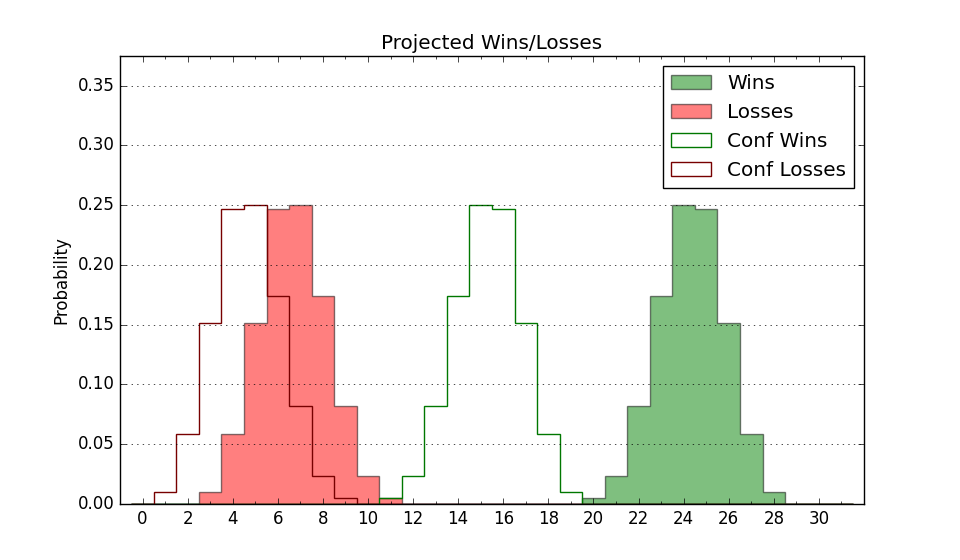 Projected Wins/Losses
Wins
Losses
Conf Wins
Conf Losses
Probability
0.35
0.30
0.25
0.20
0.15
0.10
0.05
0.00
0 2 4 6 8 10 12 14 16 18 20 22 24 26 28 30